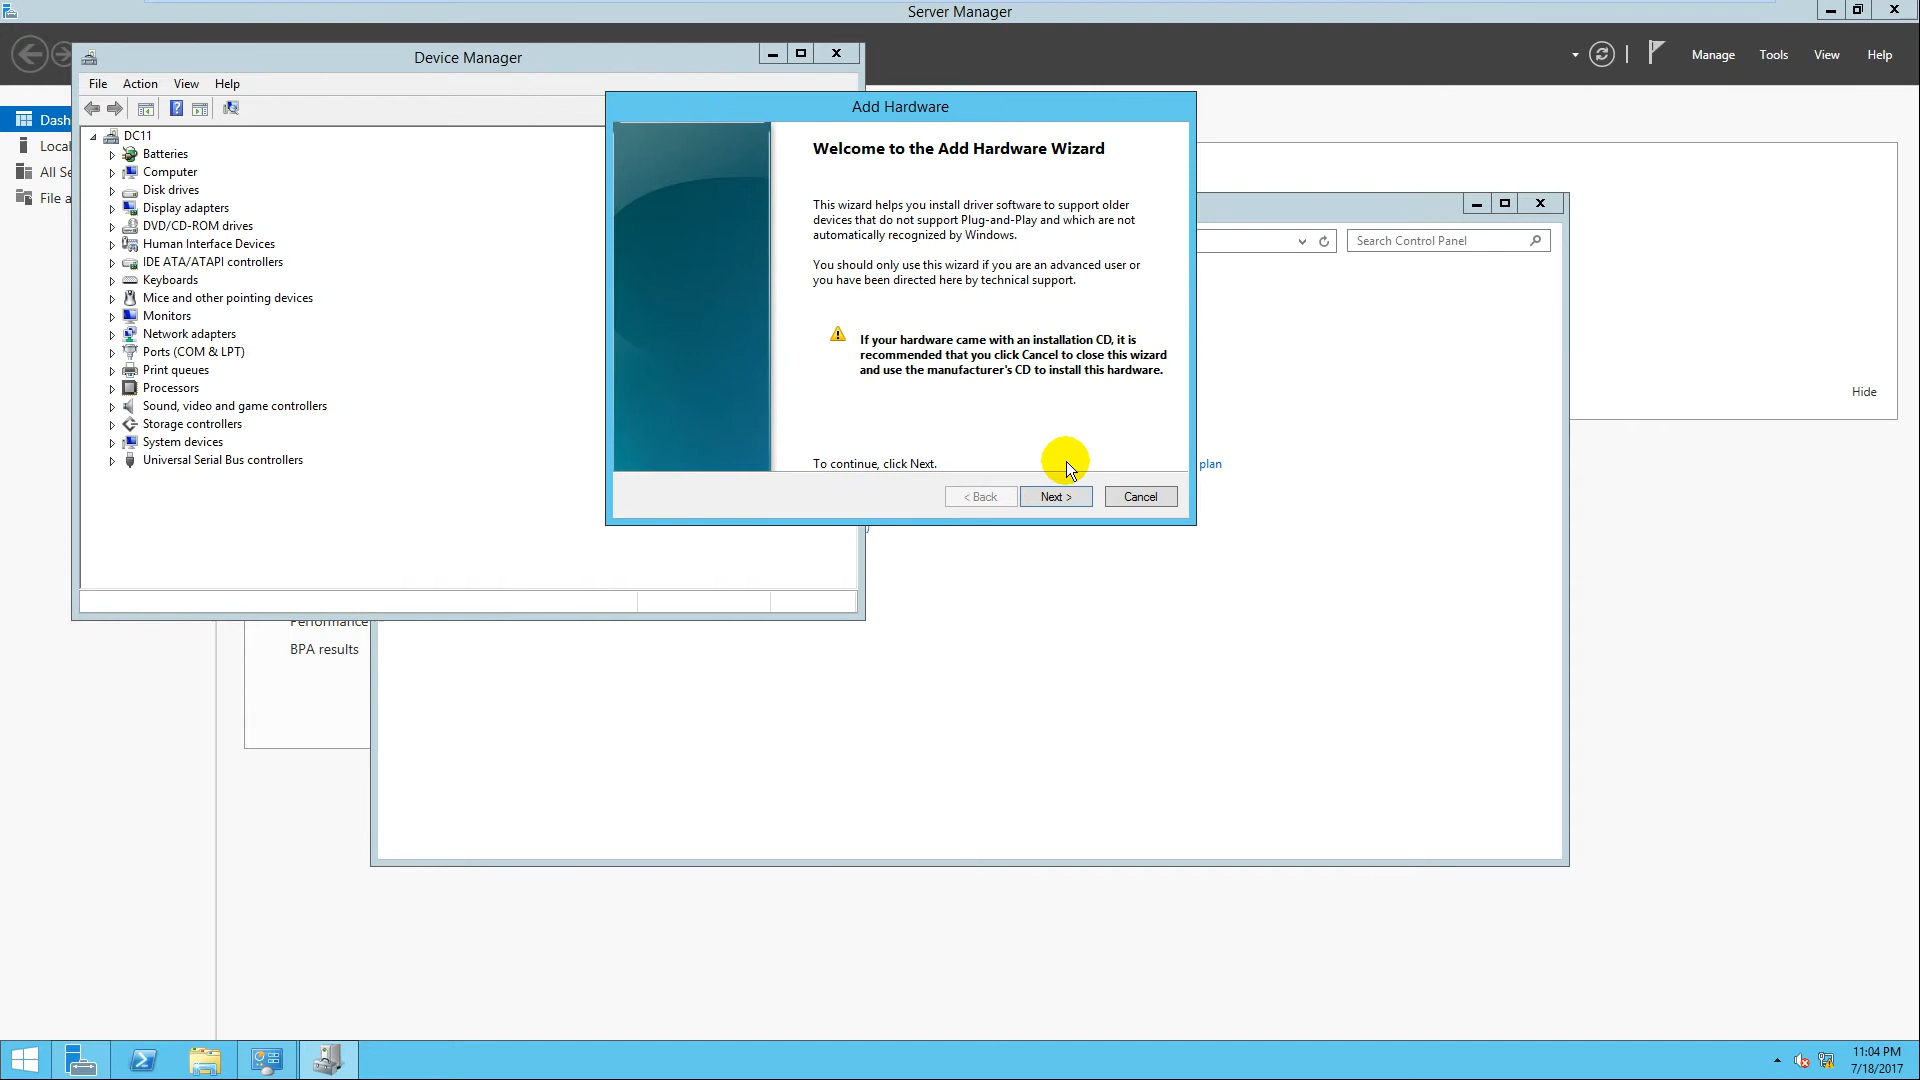 Server Manager
Manage
Tools
View
Help
Device Manager
File
Action
View
Help
Dash
Local
All Se
File a
DC11
Batteries
Computer
Disk drives
Display adapters
DVD/CD-ROM drives
Human Interface Devices
IDE ATA/ATAPI controllers
Keyboards
Mice and other pointing devices
Monitors
Network adapters
Ports (COM & LPT)
Print queues
Processors
Sound, video and game controllers
Storage controllers
System devices
Universal Serial Bus controllers
Add Hardware
Welcome to the Add Hardware Wizard
This wizard helps you install driver software to support older
devices that do not support Plug-and-Play and which are not
automatically recognized by Windows.
You should only use this wizard if you are an advanced user or
you have been directed here by technical support.
If your hardware came with an installation CD, it is
recommended that you click Cancel to close this wizard
and use the manufacturer's CD to install this hardware.
To continue, click Next.
< Back
Next >
Cancel
Search Control Panel
Hide
plan
Performance
BPA results
11:04 PM
7/18/2017